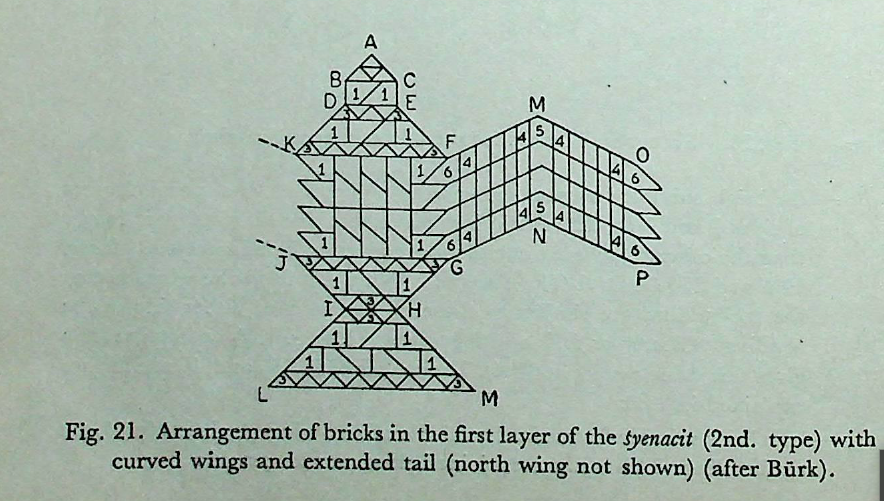 A
B C
1 1
D E
3 3
M
1 1
4 5 4
K 3 3 F
O
1 1 6 4
4 6
4 5 4
1 1 6 4
N
4 6
J 3 3 G
P
1 1
I 3 H
3
1 1
1 1
3 3
L M
Fig. 21. Arrangement of bricks in the first layer of the śyenacit (2nd. type) with
curved wings and extended tail (north wing not shown) (after Bürk).